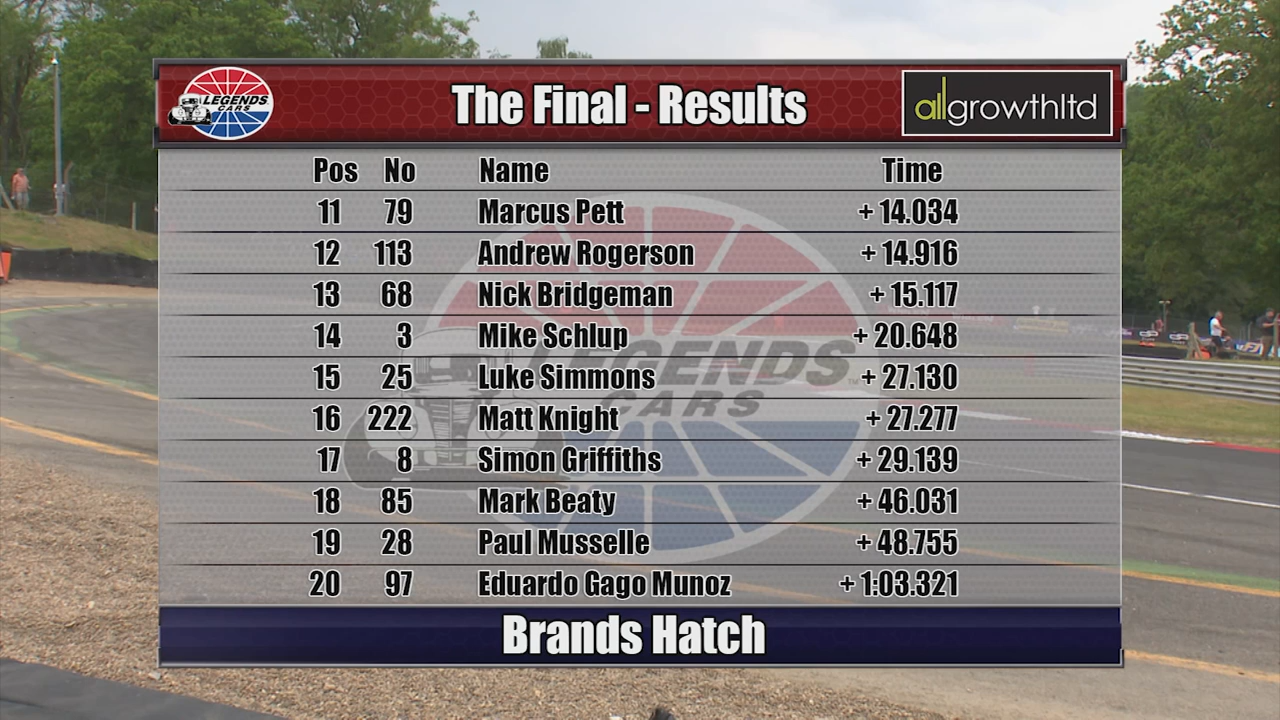 LEGENDS CARS The Final - Results allgrowthltd
Pos No Name Time
11 79 Marcus Pett + 14.034
12 113 Andrew Rogerson + 14.916
13 68 Nick Bridgeman + 15.117
14 3 Mike Schlup + 20.648
15 25 Luke Simmons + 27.130
16 222 Matt Knight + 27.277
17 8 Simon Griffiths + 29.139
18 85 Mark Beaty + 46.031
19 28 Paul Musselle + 48.755
20 97 Eduardo Gago Munoz + 1:03.321
LEGENDS
CARS
Brands Hatch